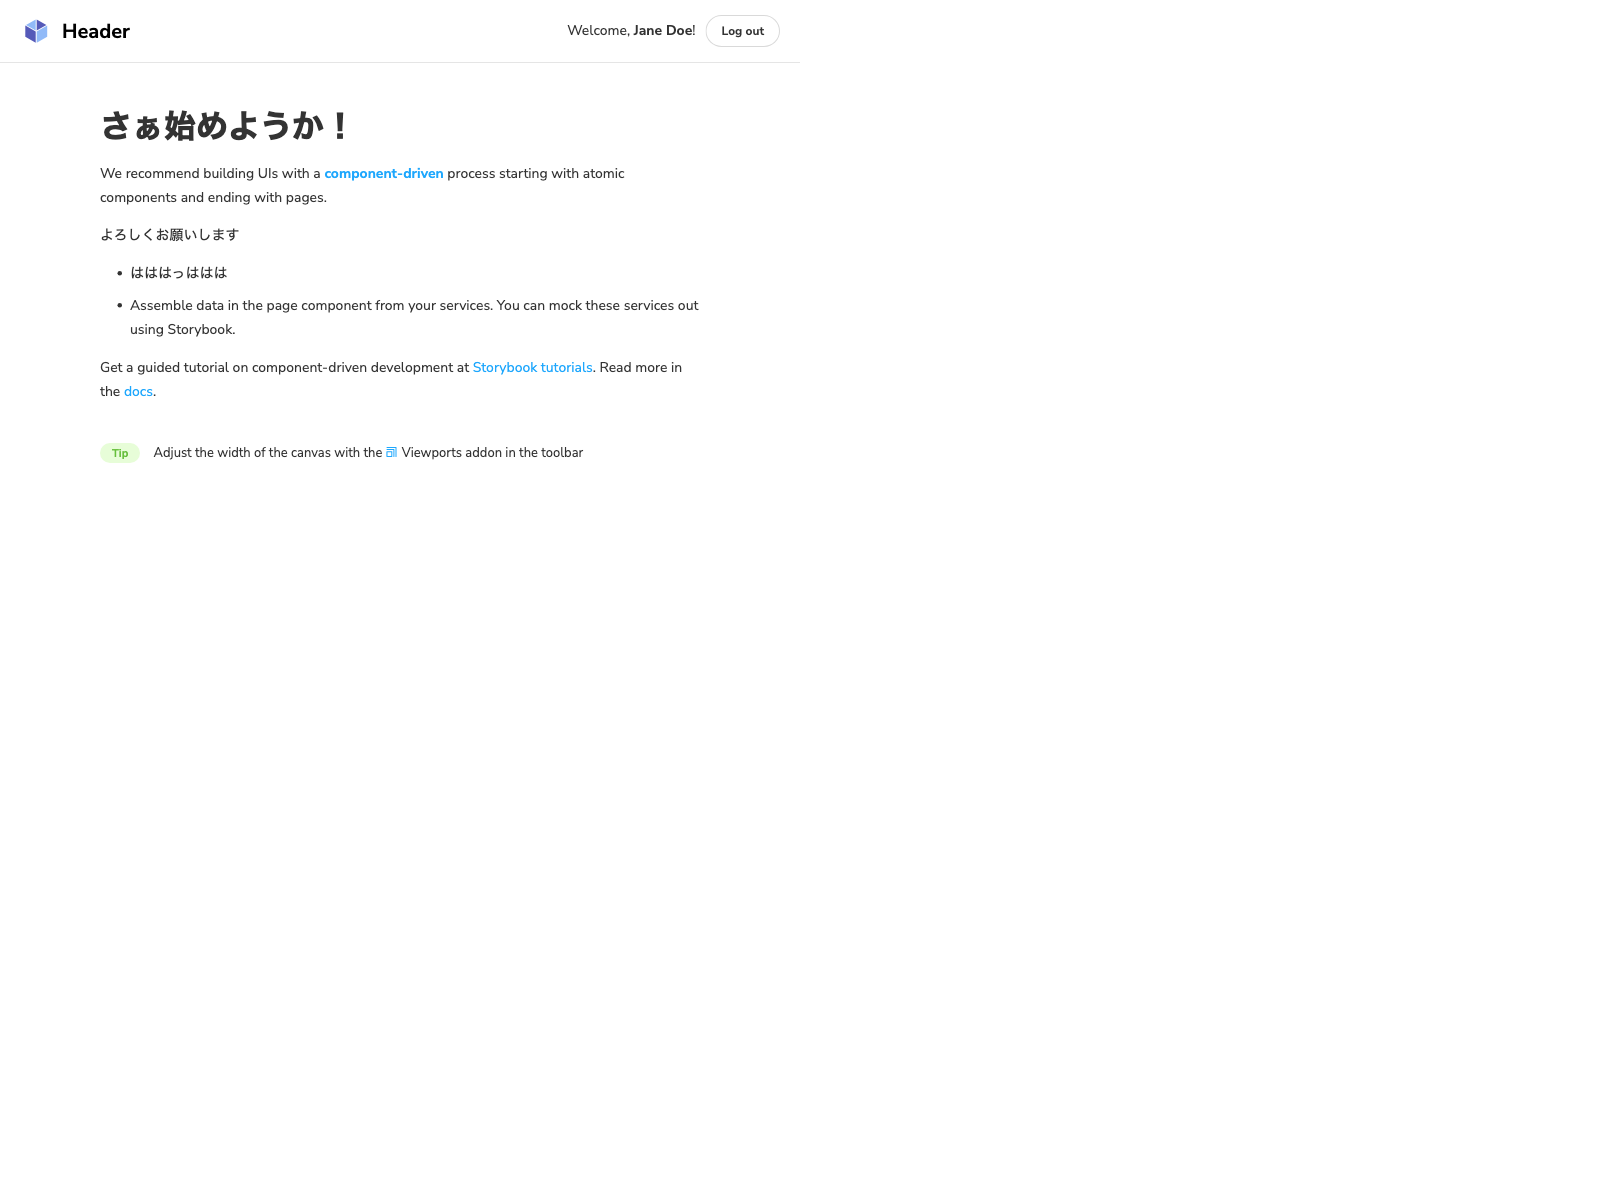 Header
Welcome, Jane Doe!
Log out
さぁ始めようか！
We recommend building UIs with a component-driven process starting with atomic
components and ending with pages.
よろしくお願いします
• はははっははは
• Assemble data in the page component from your services. You can mock these services out
using Storybook.
Get a guided tutorial on component-driven development at Storybook tutorials. Read more in
the docs.
Tip
Adjust the width of the canvas with the Viewports addon in the toolbar